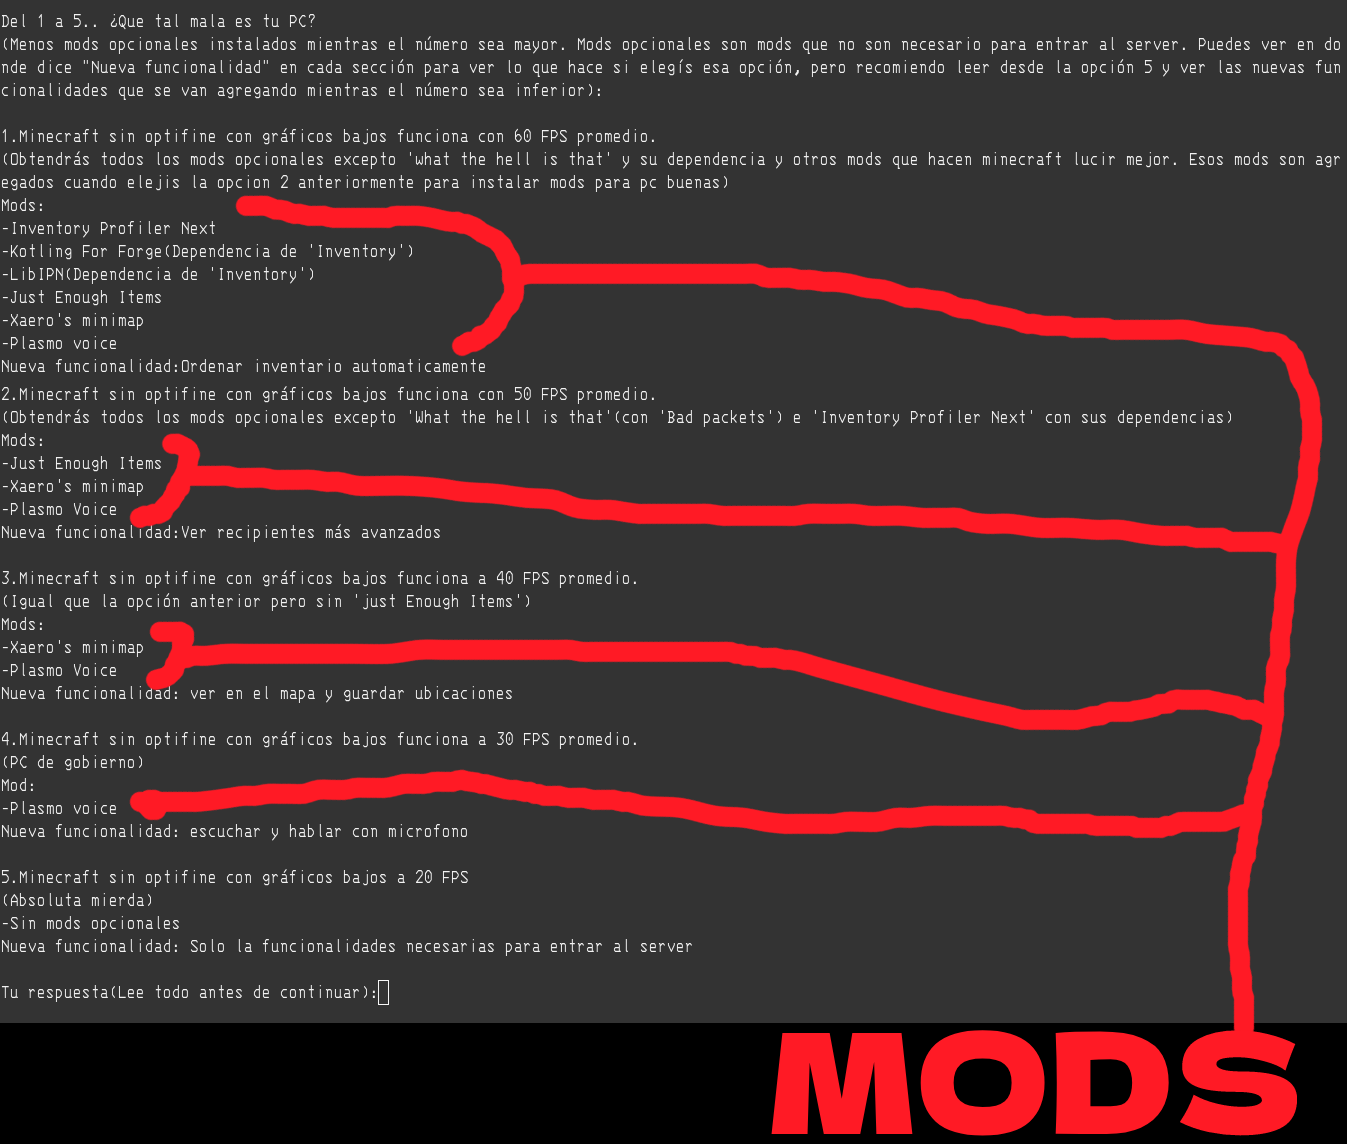 Del 1 a 5.. ¿Que tal mala es tu PC?
(Menos mods opcionales instalados mientras el número sea mayor. Mods opcionales son mods que no son necesario para entrar al server. Puedes ver en do
nde dice "Nueva funcionalidad" en cada sección para ver lo que hace si elegís esa opción, pero recomiendo leer desde la opción 5 y ver las nuevas fun
cionalidades que se van agregando mientras el número sea inferior):
1.Minecraft sin optifine con gráficos bajos funciona con 60 FPS promedio.
(Obtendrás todos los mods opcionales excepto 'what the hell is that' y su dependencia y otros mods que hacen minecraft lucir mejor. Esos mods son agr
egados cuando elejis la opcion 2 anteriormente para instalar mods para pc buenas)
Mods:
-Inventory Profiler Next
-Kotling For Forge(Dependencia de 'Inventory')
-LibIPN(Dependencia de 'Inventory')
-Just Enough Items
-Xaero's minimap
-Plasmo voice
Nueva funcionalidad:Ordenar inventario automaticamente
2.Minecraft sin optifine con gráficos bajos funciona con 50 FPS promedio.
(Obtendrás todos los mods opcionales excepto 'What the hell is that'(con 'Bad packets') e 'Inventory Profiler Next' con sus dependencias)
Mods:
-Just Enough Items
-Xaero's minimap
-Plasmo Voice
Nueva funcionalidad:Ver recipientes más avanzados
3.Minecraft sin optifine con gráficos bajos funciona a 40 FPS promedio.
(Igual que la opción anterior pero sin 'just Enough Items')
Mods:
-Xaero's minimap
-Plasmo Voice
Nueva funcionalidad: ver en el mapa y guardar ubicaciones
4.Minecraft sin optifine con gráficos bajos funciona a 30 FPS promedio.
(PC de gobierno)
Mod:
-Plasmo voice
Nueva funcionalidad: escuchar y hablar con microfono
5.Minecraft sin optifine con gráficos bajos a 20 FPS
(Absoluta mierda)
-Sin mods opcionales
Nueva funcionalidad: Solo la funcionalidades necesarias para entrar al server
Tu respuesta(Lee todo antes de continuar):
MODS